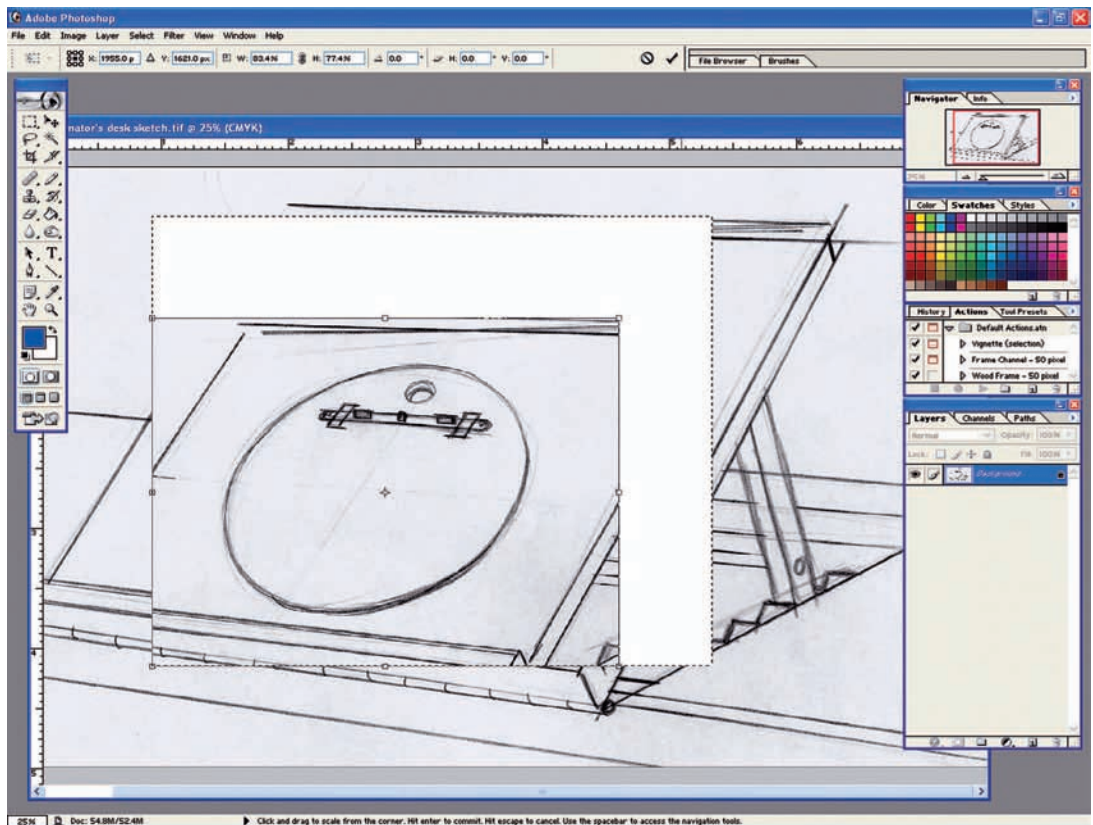 Adobe Photoshop
File Edit Image Layer Select Filter View Window Help
X: 1955.0 p Y: 1621.0 px W: 83.4% H: 77.4% 0.0 ° H: 0.0 ° V: 0.0 °
File Browser Brushes
Navigator Info
nator's desk sketch.tif @ 25% (CMYK)
25%
Color Swatches Styles
History Actions Tool Presets
Default Actions.atn
Vignette (selection)
Frame Channel - 50 pixel
Wood Frame - 50 pixel
Layers Channels Paths
Normal Opacity: 100%
Lock: Fill: 100%
Background
25% Doc: 54.8M/52.4M Click and drag to scale from the corner. Hit enter to commit. Hit escape to cancel. Use the spacebar to access the navigation tools.